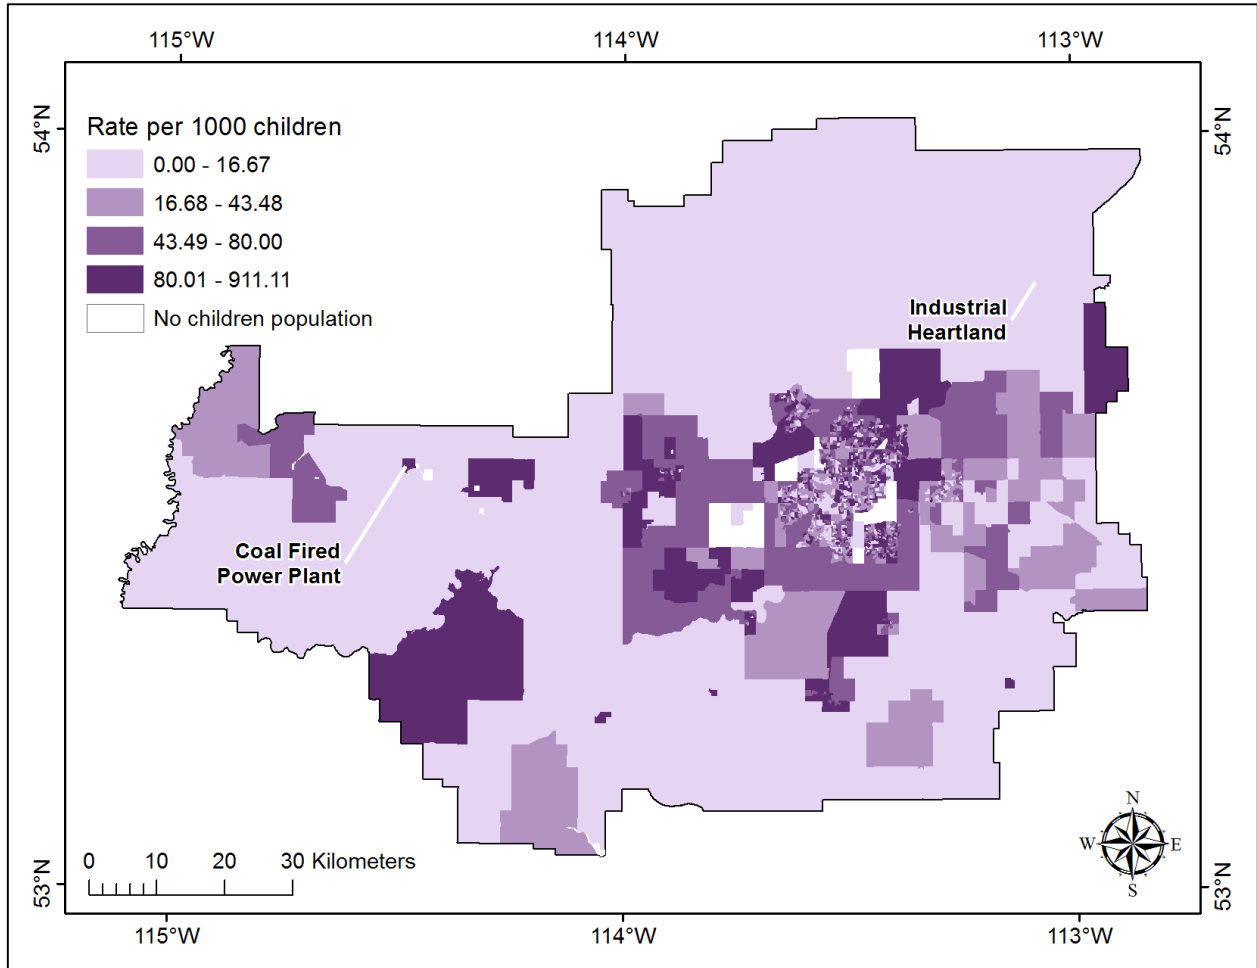 115°W
114°W
113°W
54°N
54°N
Rate per 1000 children
0.00 - 16.67
16.68 - 43.48
43.49 - 80.00
80.01 - 911.11
No children population
Industrial
Heartland
Coal Fired
Power Plant
N
W
E
S
0 10 20 30 Kilometers
53°N
53°N
115°W
114°W
113°W